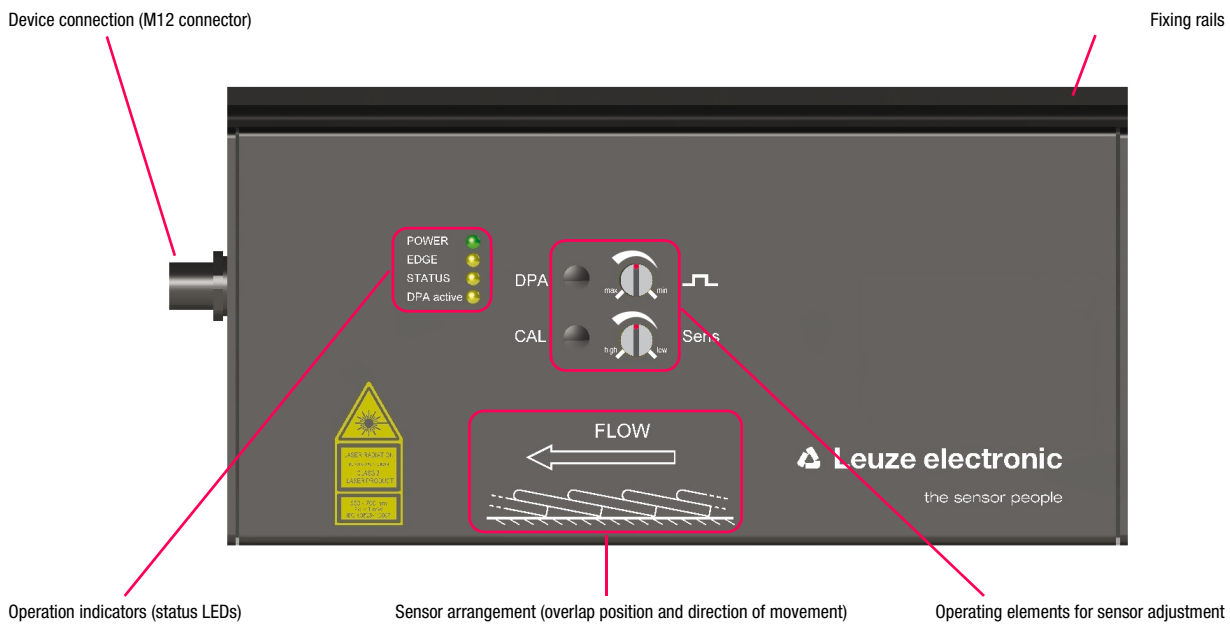 Device connection (M12 connector)
Fixing rails
POWER
EDGE
STATUS
DPA active
DPA
max
min
CAL
high
low
Sens
LASER RADIATION
CLASS 2
LASER PRODUCT
FLOW
Leuze electronic
the sensor people
Operation indicators (status LEDs)
Sensor arrangement (overlap position and direction of movement)
Operating elements for sensor adjustment